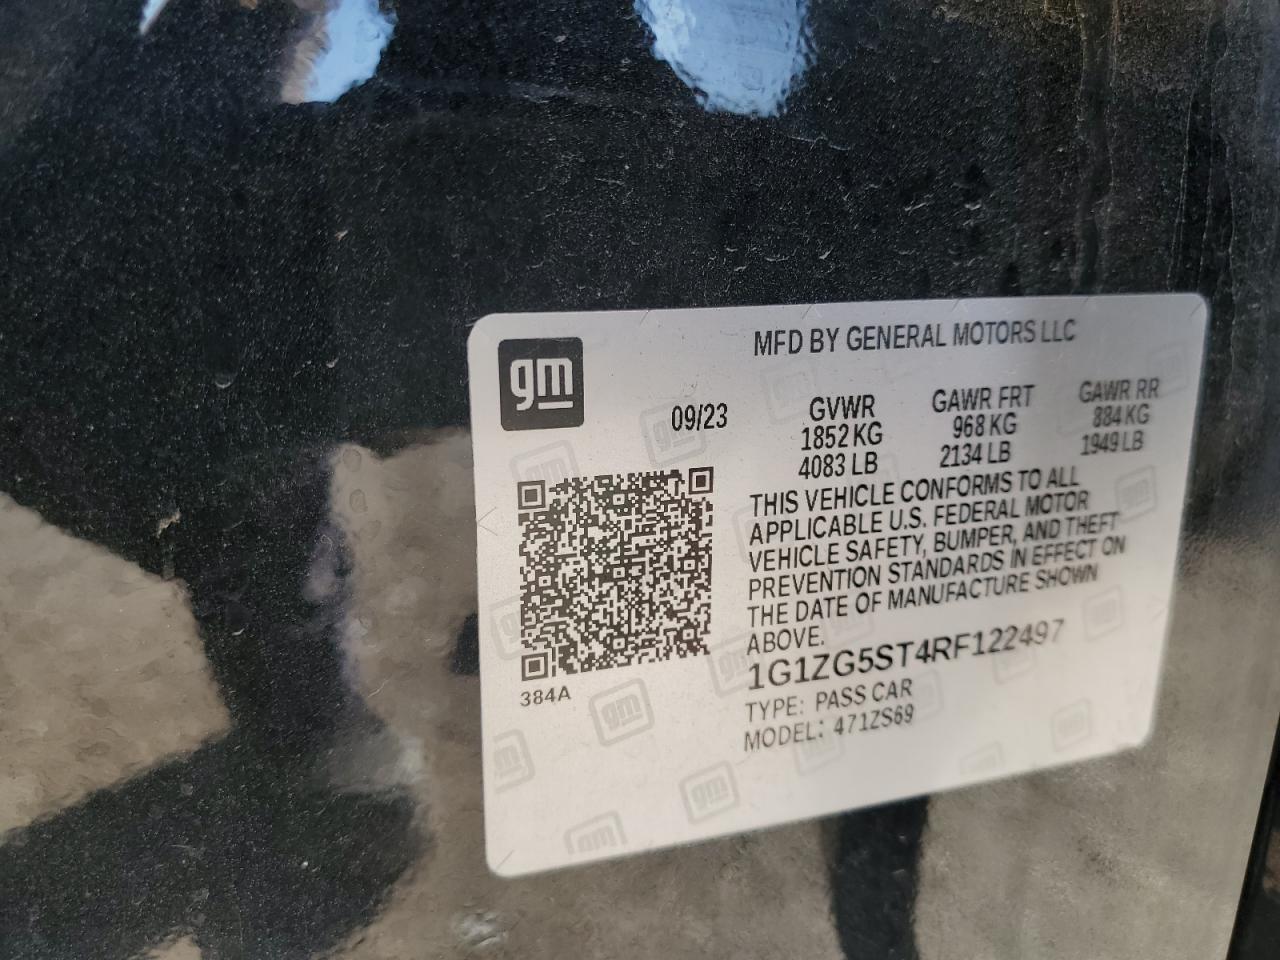 gm
MFD BY GENERAL MOTORS LLC
09/23
GVWR
1852 KG
4083 LB
GAWR FRT
968 KG
2134 LB
GAWR RR
884 KG
1949 LB
THIS VEHICLE CONFORMS TO ALL
APPLICABLE U.S. FEDERAL MOTOR
VEHICLE SAFETY, BUMPER, AND THEFT
PREVENTION STANDARDS IN EFFECT ON
THE DATE OF MANUFACTURE SHOWN
ABOVE.
1G1ZG5ST4RF122497
TYPE: PASS CAR
MODEL: 471ZS69
384A